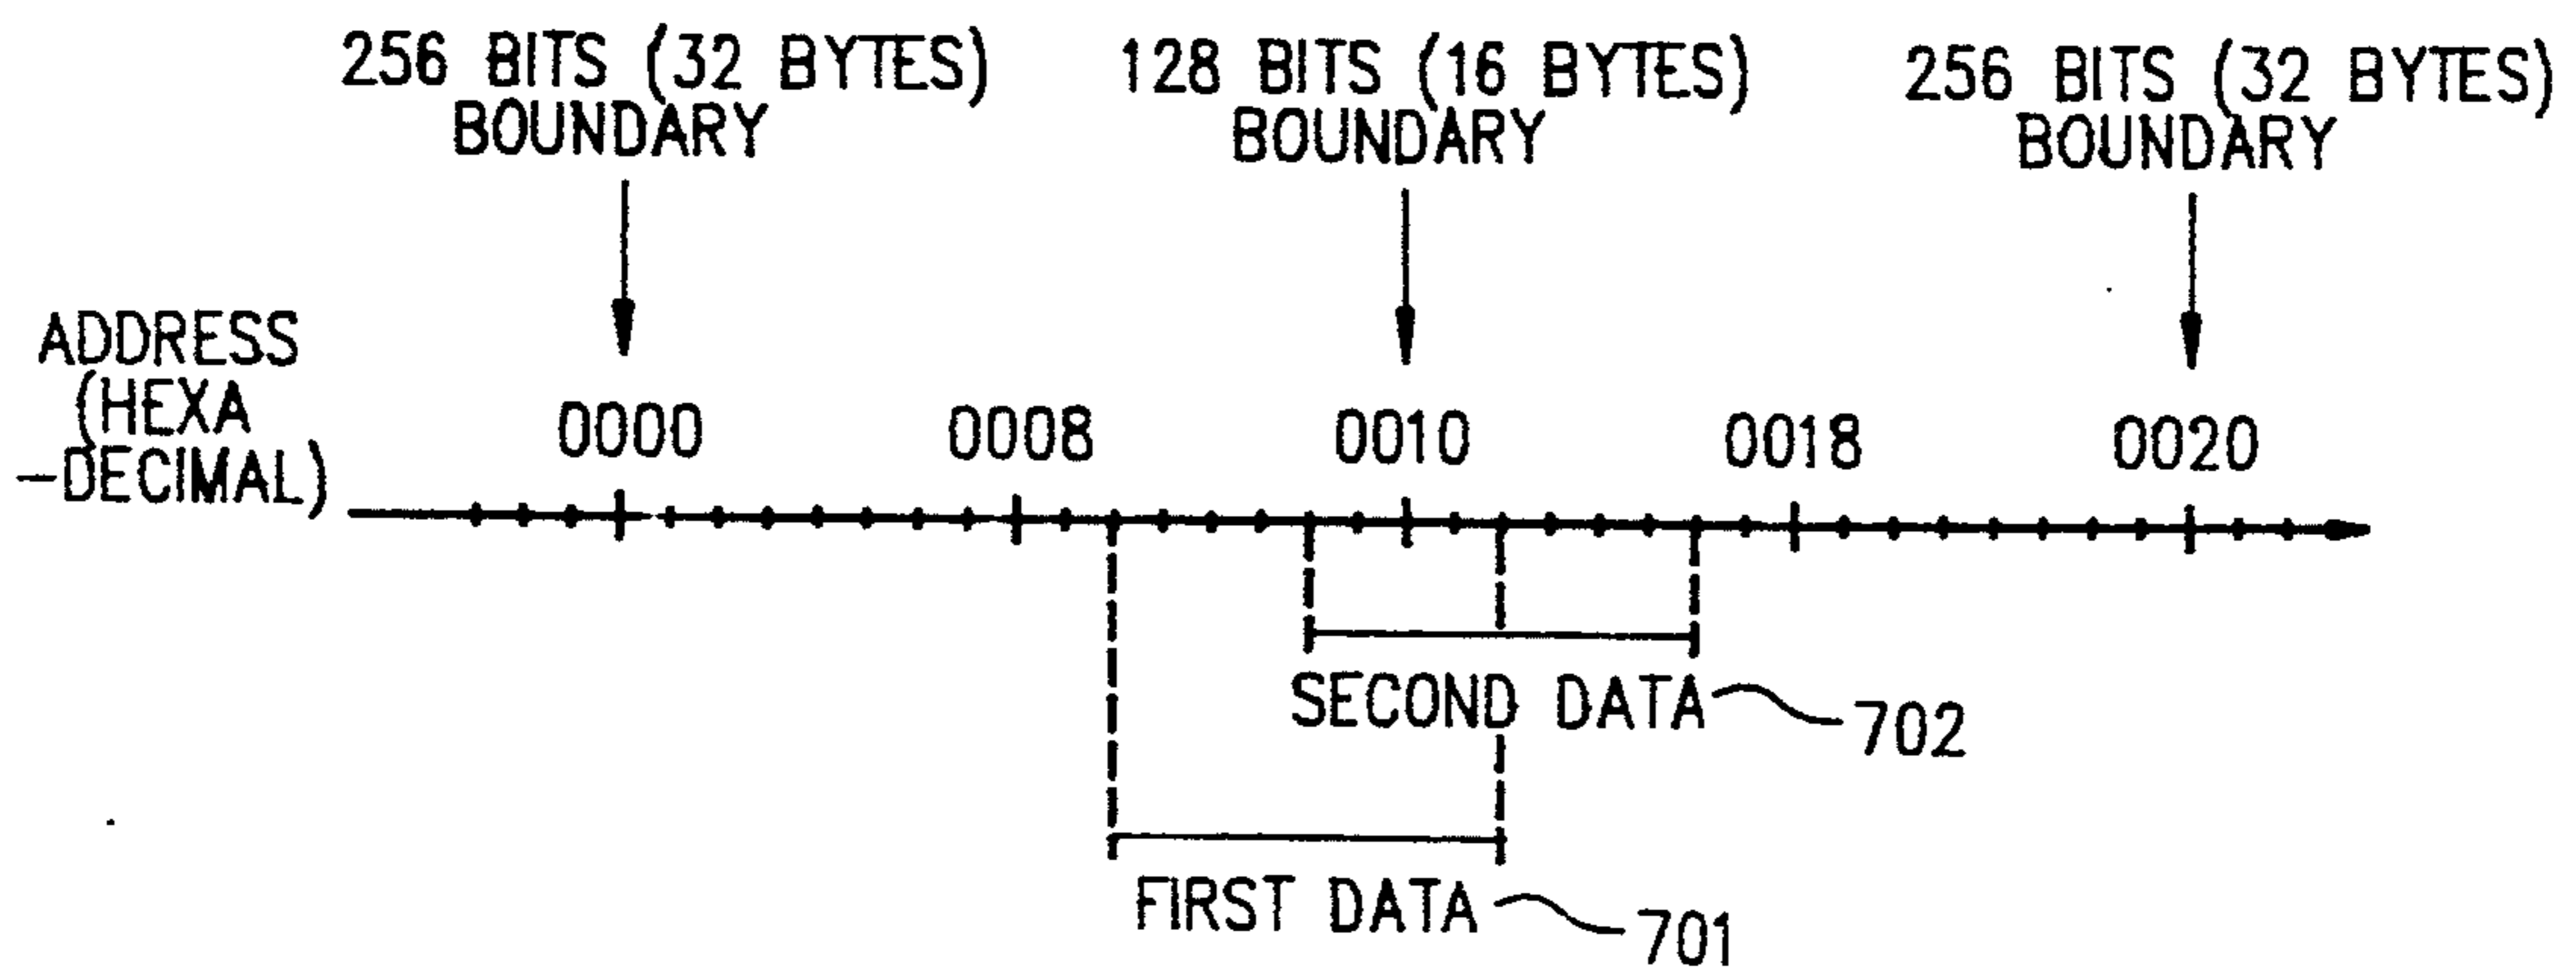 256 BITS (32 BYTES)
BOUNDARY
128 BITS (16 BYTES)
BOUNDARY
256 BITS (32 BYTES)
BOUNDARY
ADDRESS
(HEXA
-DECIMAL)
0000
0008
0010
0018
0020
SECOND DATA
702
FIRST DATA
701